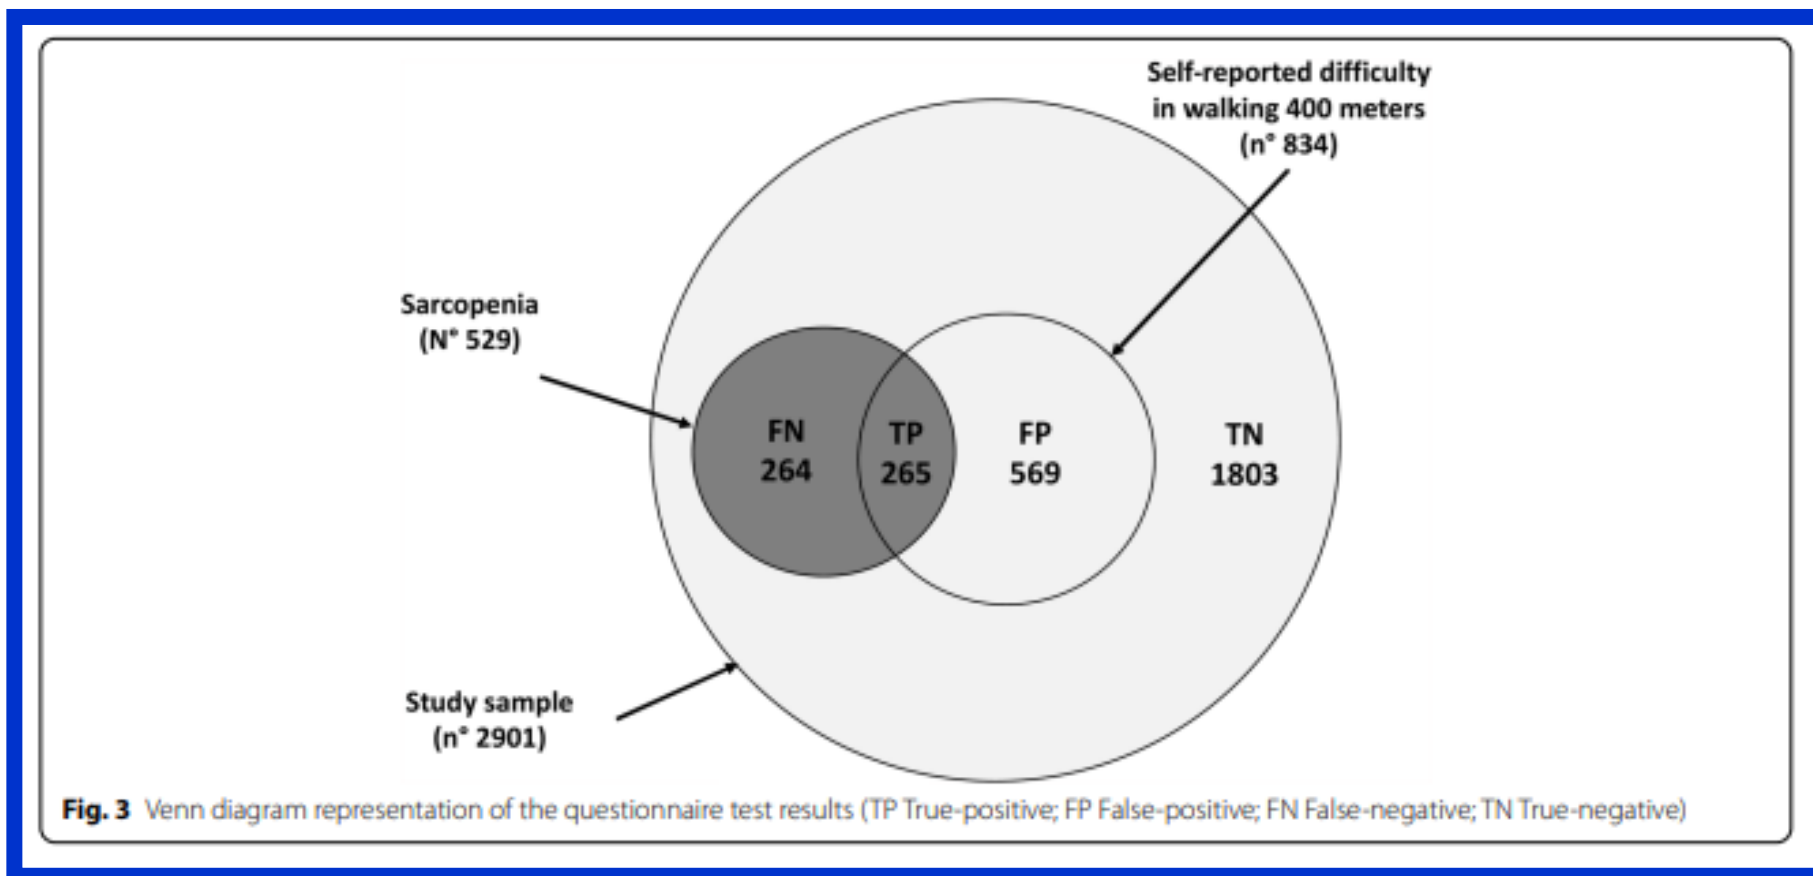 Self-reported difficulty
in walking 400 meters
(n° 834)
Sarcopenia
(N° 529)
FN
264
TP
265
FP
569
TN
1803
Study sample
(n° 2901)
Fig. 3 Venn diagram representation of the questionnaire test results (TP True-positive; FP False-positive; FN False-negative; TN True-negative)